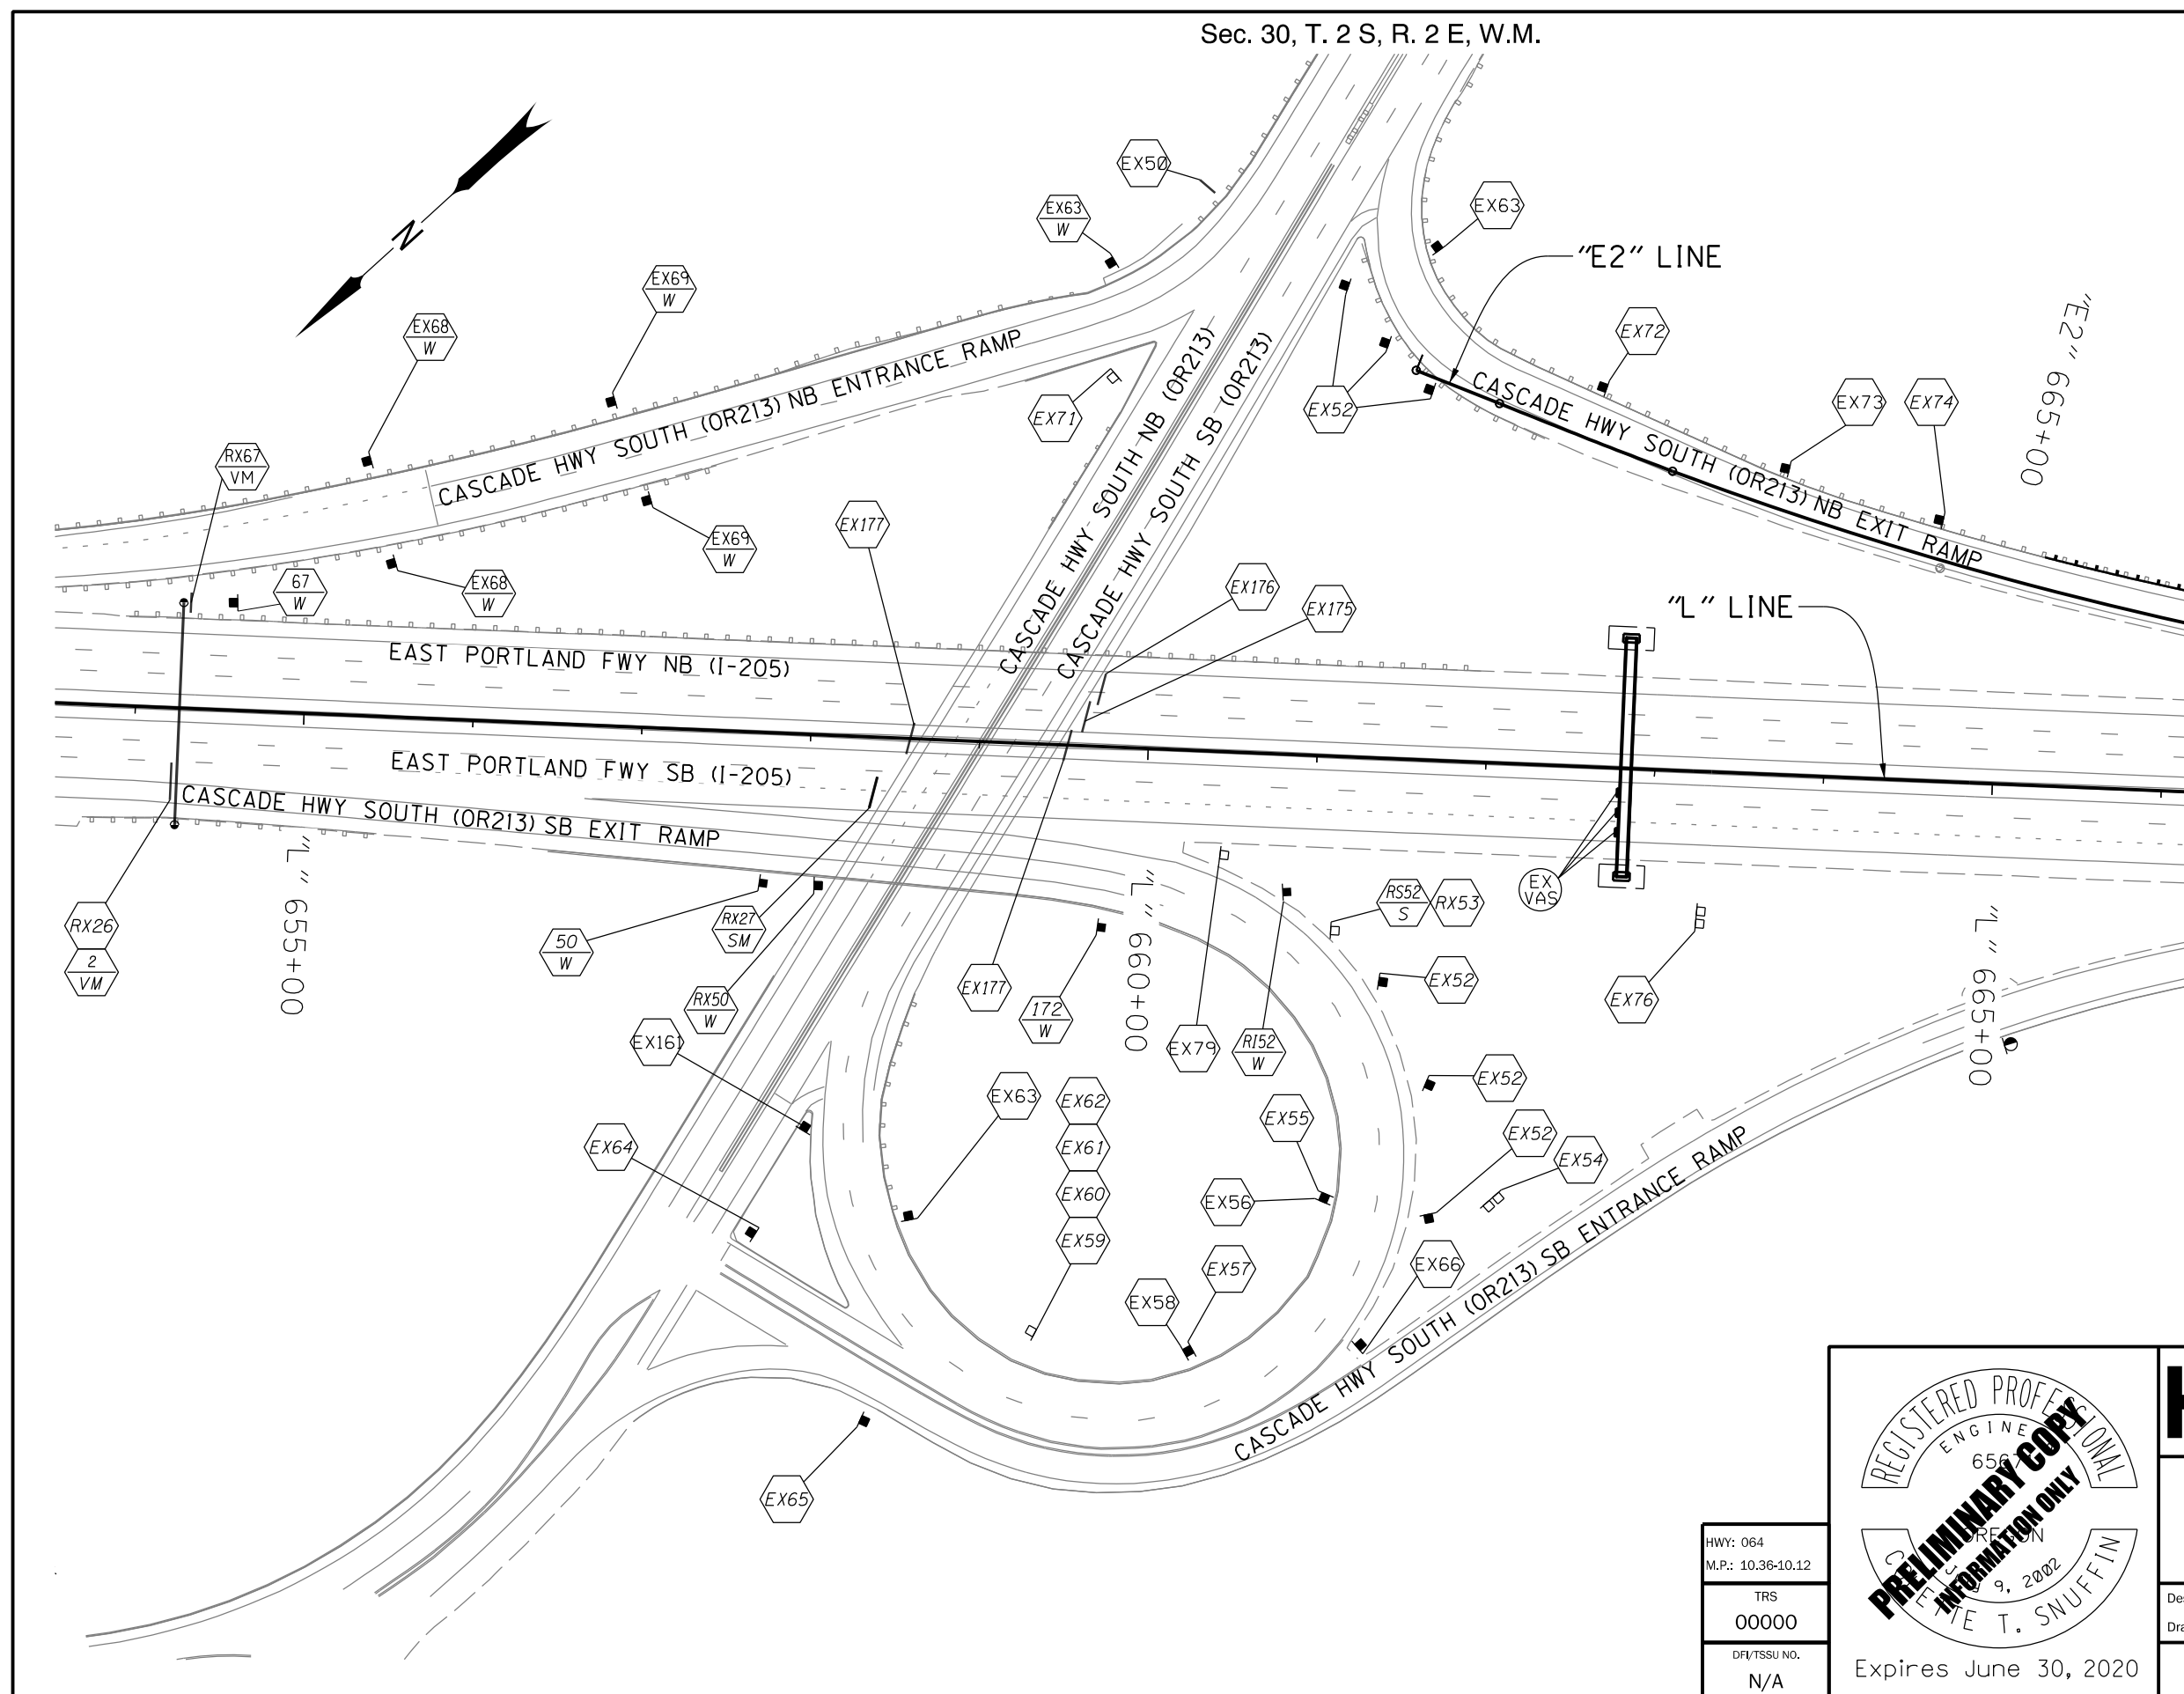 Sec. 30, T. 2 S, R. 2 E, W.M.
EX50
EX63
W
EX63
"E2" LINE
N
EX69
W
EX68
W
EX72
"E2" 665+00
EX71
EX52
EX73
EX74
CASCADE HWY SOUTH (OR213) NB ENTRANCE RAMP
CASCADE HWY SOUTH NB (OR213)
CASCADE HWY SOUTH SB (OR213)
CASCADE HWY SOUTH (OR213) NB EXIT RAMP
RX67
VM
EX177
EX69
W
EX68
W
67
W
EX176
EX175
"L" LINE
EAST PORTLAND FWY NB (I-205)
EAST PORTLAND FWY SB (I-205)
CASCADE HWY SOUTH (OR213) SB EXIT RAMP
"L" 655+00
"L" 660+00
"L" 665+00
RX26
2
VM
50
W
RX27
SM
RX50
W
EX177
172
W
EX79
RI52
W
RS52
S
RX53
EX
VAS
EX52
EX76
EX161
EX63
EX62
EX61
EX60
EX59
EX55
EX52
EX52
EX54
EX64
EX56
EX57
EX58
EX66
EX65
CASCADE HWY SOUTH (OR213) SB ENTRANCE RAMP
HWY: 064
M.P.: 10.36-10.12
TRS
00000
DFI/TSSU NO.
N/A
REGISTERED PROFESSIONAL
PRELIMINARY COPY
INFORMATION ONLY
9, 2002
T. SNUFFIN
Expires June 30, 2020